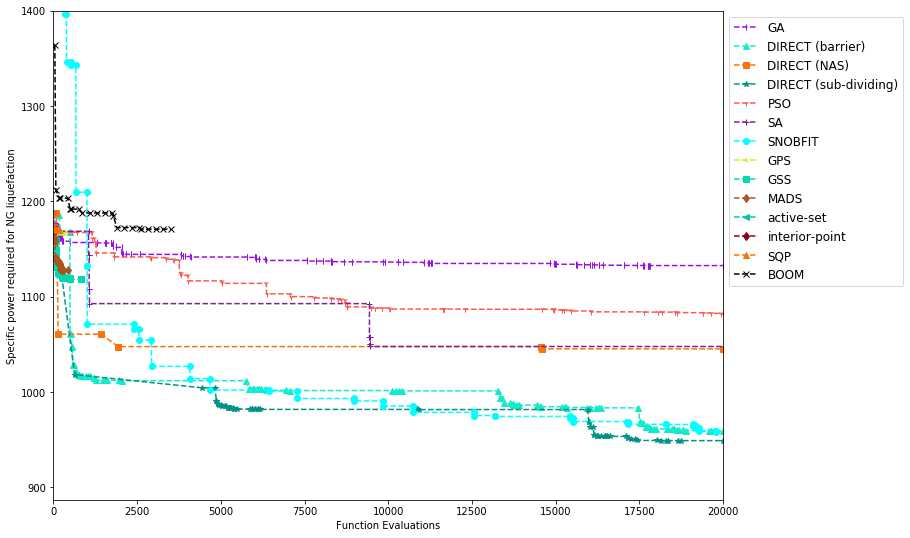 1400
1300
1200
1100
1000
900
Specific power required for NG liquefaction
0
2500
5000
7500
10000
12500
15000
17500
20000
Function Evaluations
GA
DIRECT (barrier)
DIRECT (NAS)
DIRECT (sub-dividing)
PSO
SA
SNOBFIT
GPS
GSS
MADS
active-set
interior-point
SQP
BOOM